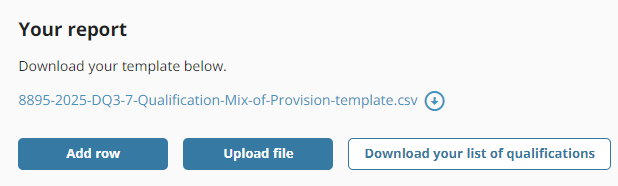 Your report
Download your template below.
8895-2025-DQ3-7-Qualification-Mix-of-Provision-template.csv
Add row
Upload file
Download your list of qualifications